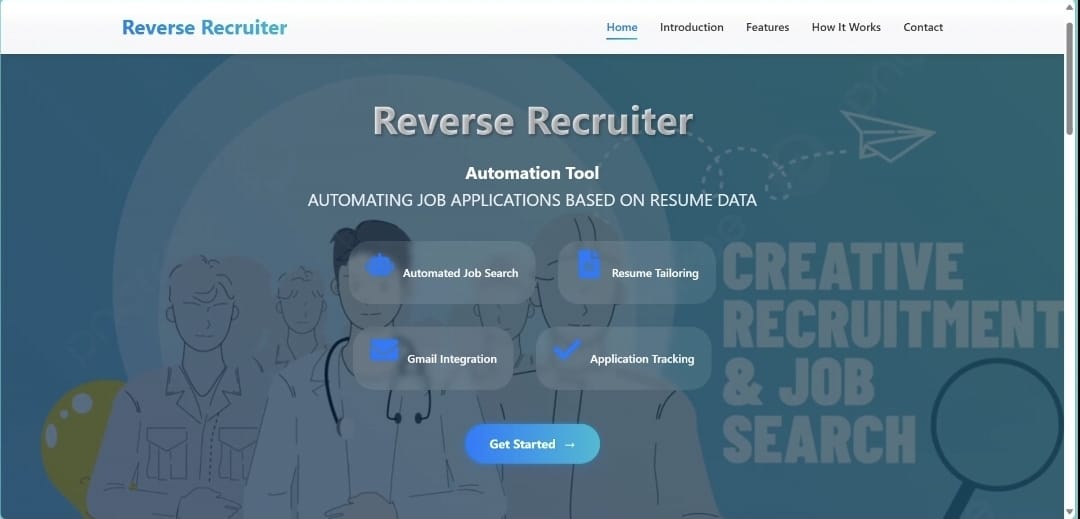 Reverse Recruiter
Home Introduction Features How It Works Contact
Reverse Recruiter
Automation Tool
AUTOMATING JOB APPLICATIONS BASED ON RESUME DATA
Automated Job Search
Resume Tailoring
Gmail Integration
Application Tracking
Get Started →
CREATIVE
RECRUITMENT
& JOB
SEARCH